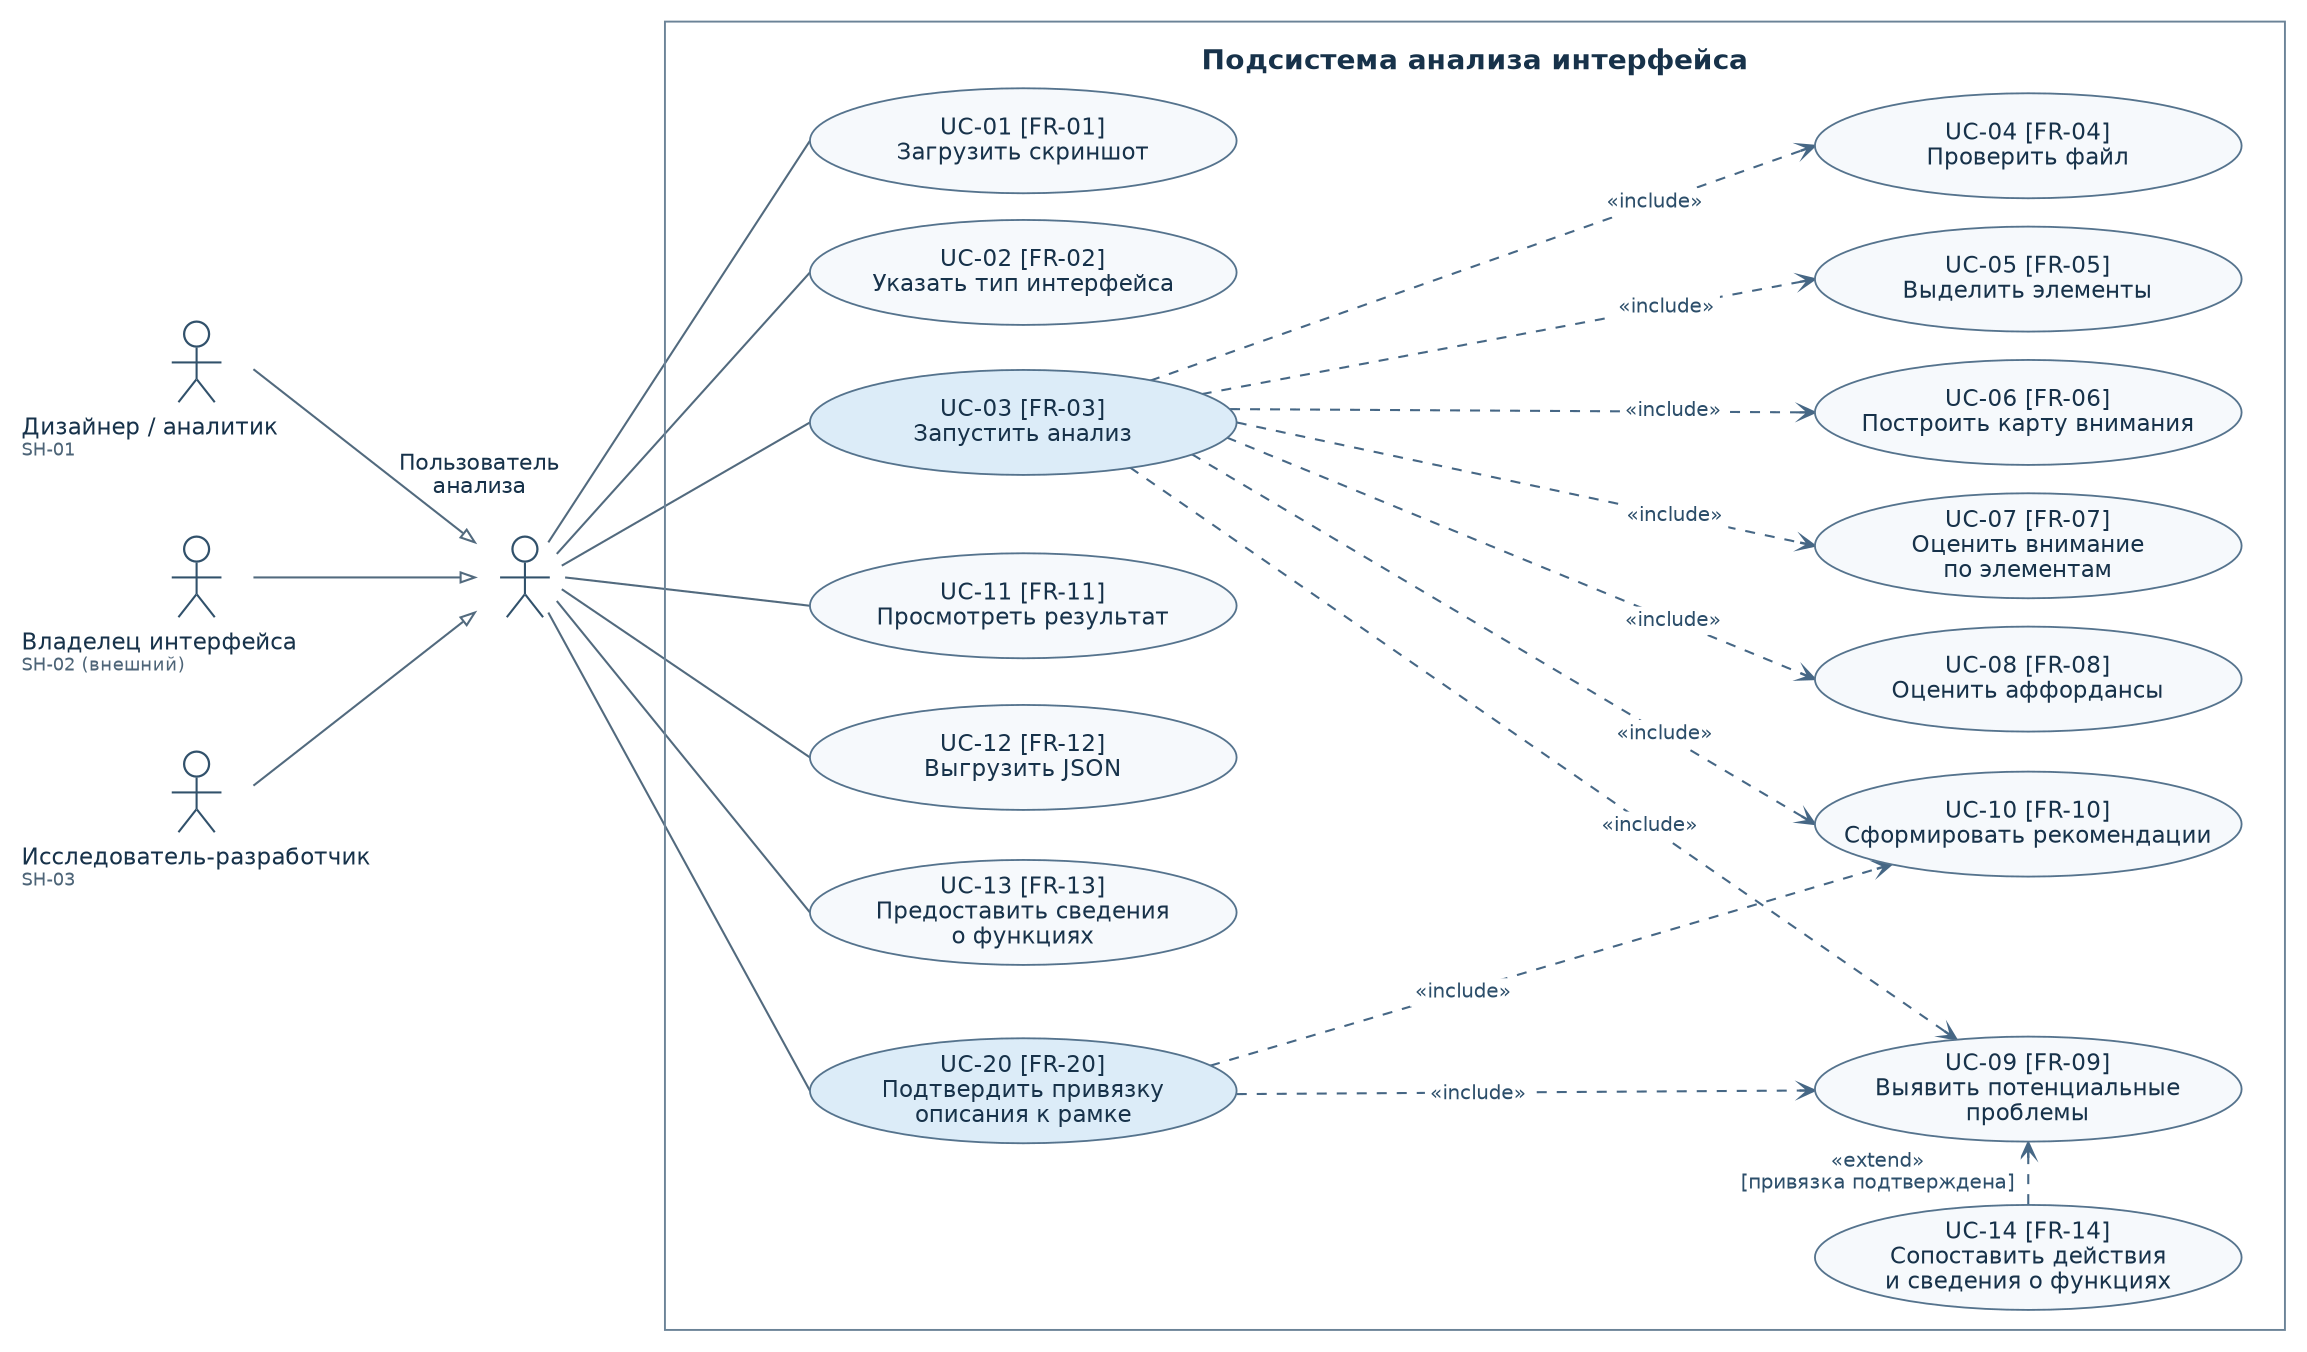 Подсистема анализа интерфейса
Дизайнер / аналитик
SH-01
Владелец интерфейса
SH-02 (внешний)
Исследователь-разработчик
SH-03
Пользователь
анализа
UC-01 [FR-01]
Загрузить скриншот
UC-02 [FR-02]
Указать тип интерфейса
UC-03 [FR-03]
Запустить анализ
UC-11 [FR-11]
Просмотреть результат
UC-12 [FR-12]
Выгрузить JSON
UC-13 [FR-13]
Предоставить сведения
о функциях
UC-20 [FR-20]
Подтвердить привязку
описания к рамке
«include»
«include»
«include»
«include»
«include»
«include»
«include»
«include»
«include»
UC-04 [FR-04]
Проверить файл
UC-05 [FR-05]
Выделить элементы
UC-06 [FR-06]
Построить карту внимания
UC-07 [FR-07]
Оценить внимание
по элементам
UC-08 [FR-08]
Оценить аффордансы
UC-10 [FR-10]
Сформировать рекомендации
UC-09 [FR-09]
Выявить потенциальные
проблемы
«extend»
[привязка подтверждена]
UC-14 [FR-14]
Сопоставить действия
и сведения о функциях